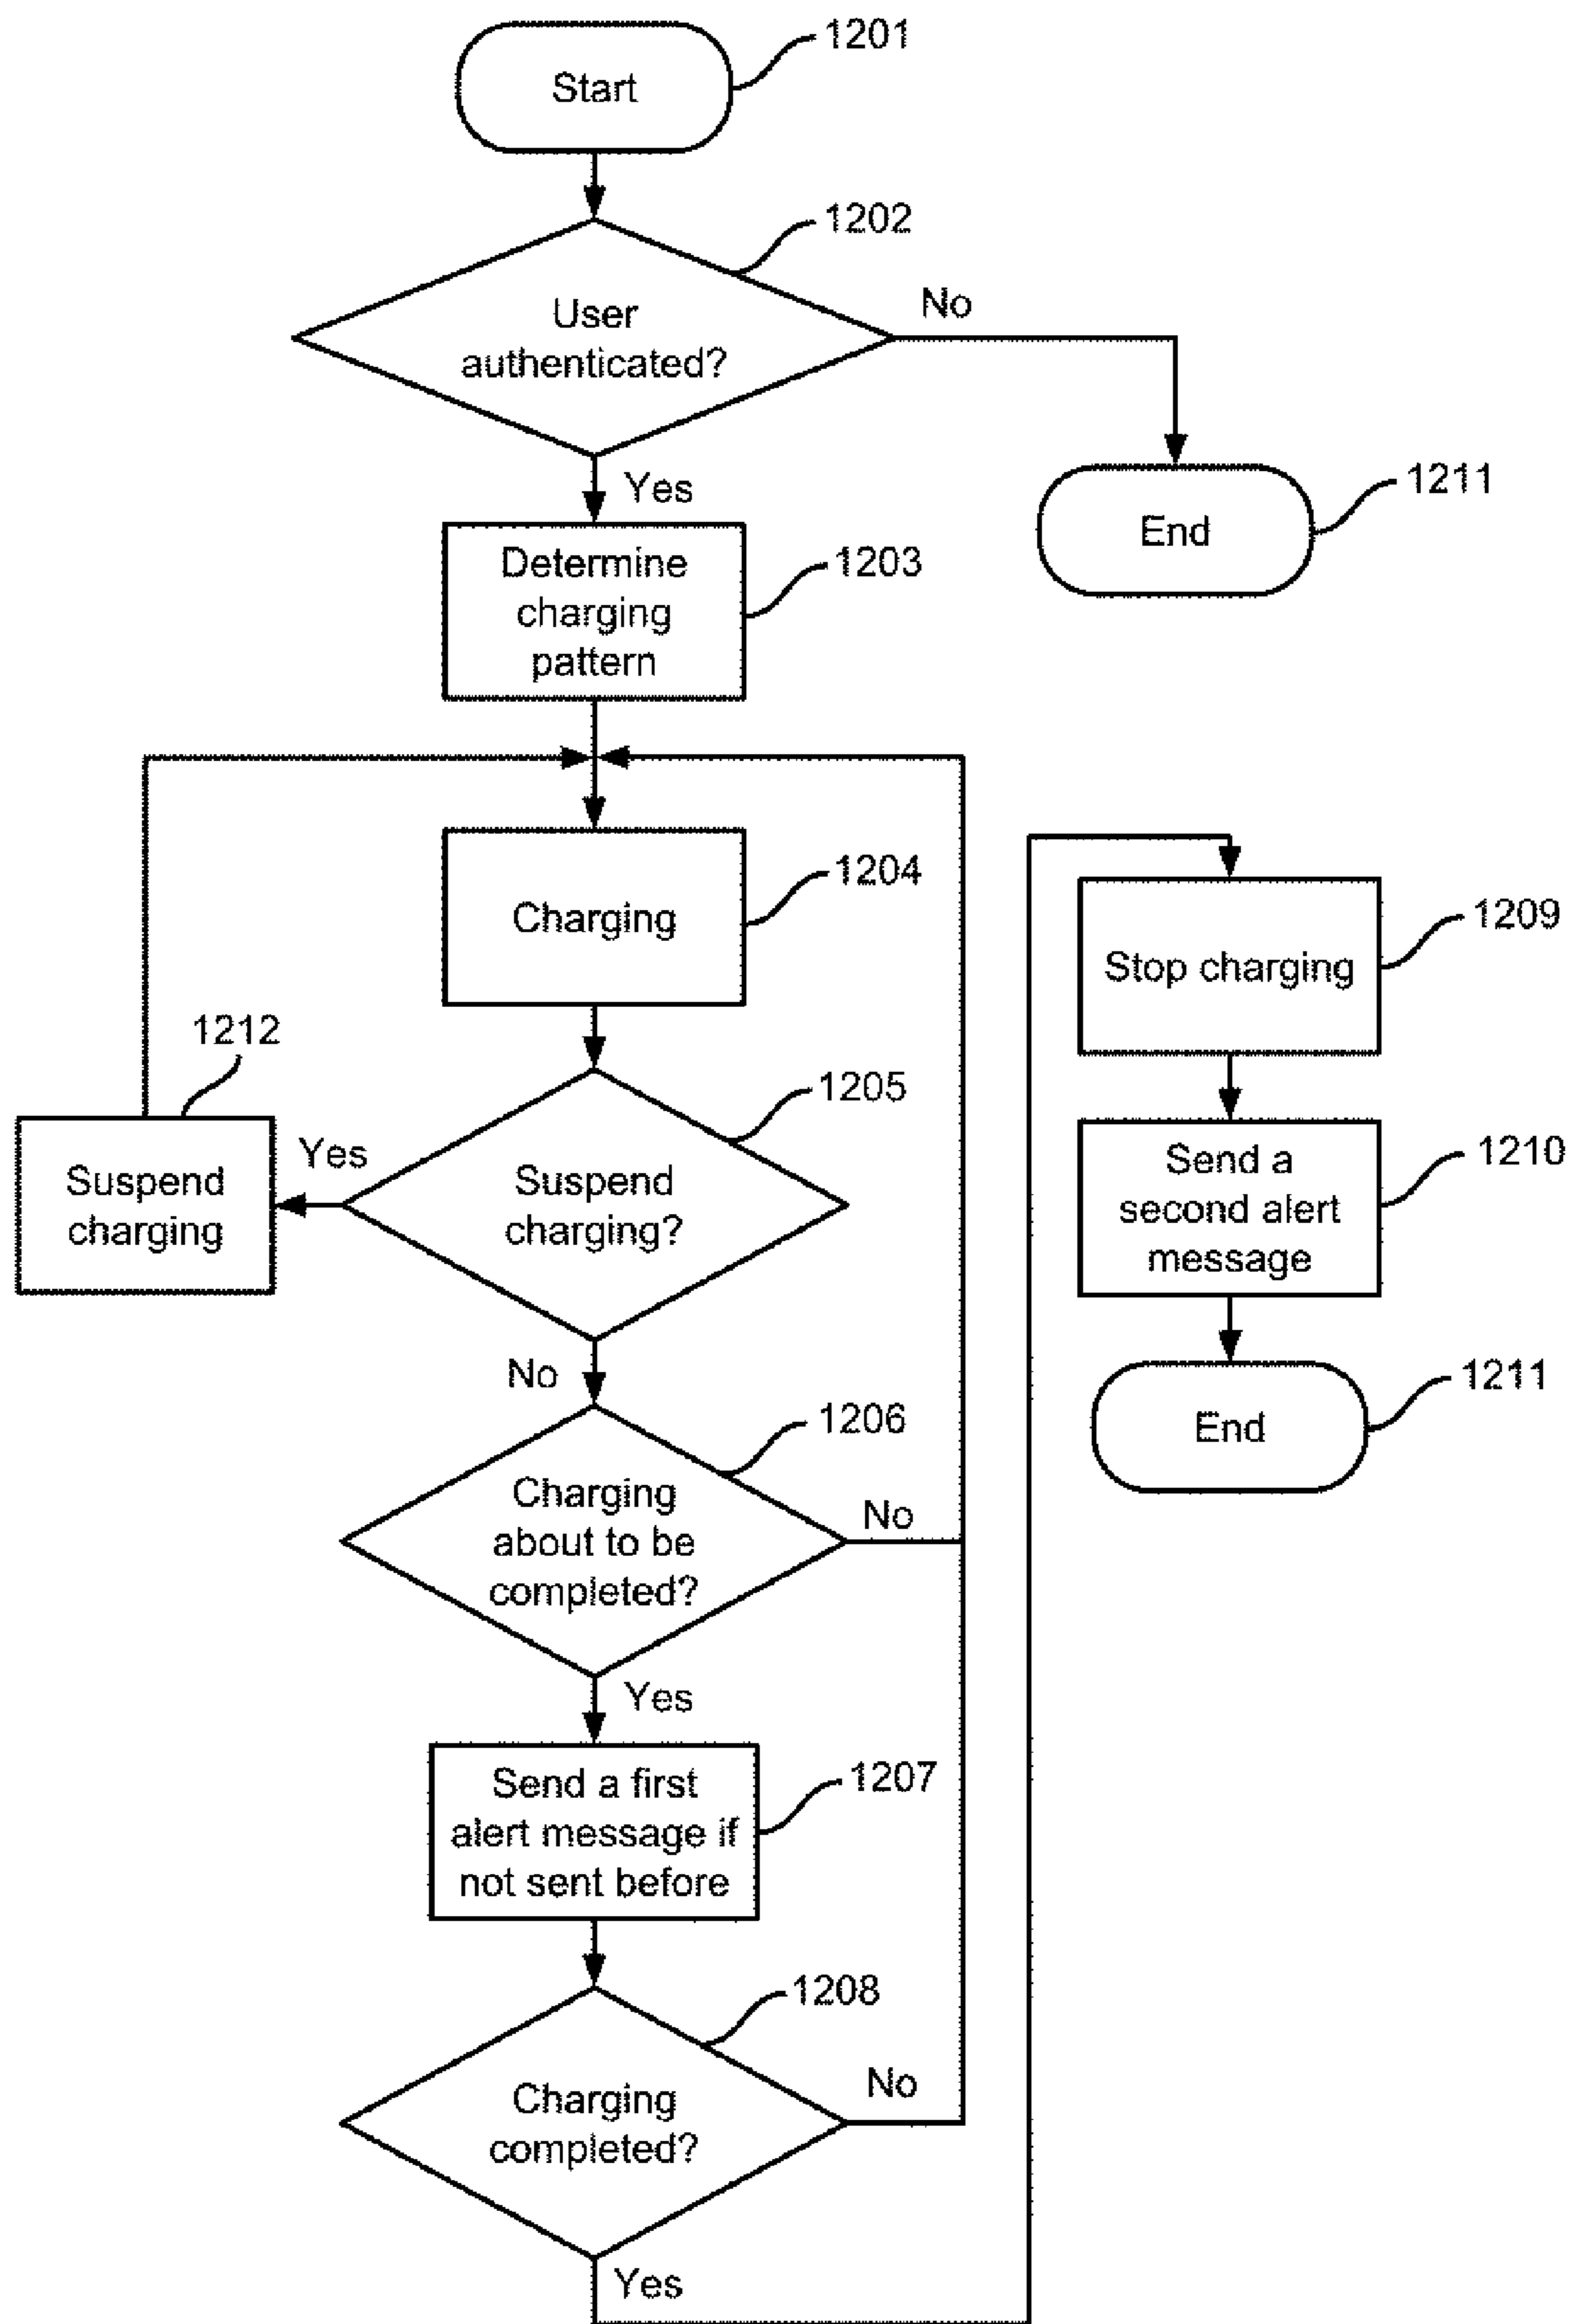 Start
1201
User
authenticated?
1202
No
Yes
End
1211
Determine
charging
pattern
1203
Charging
1204
Suspend
charging?
1205
Yes
Suspend
charging
1212
No
Charging
about to be
completed?
1206
No
Yes
Send a first
alert message if
not sent before
1207
Charging
completed?
1208
No
Yes
Stop charging
1209
Send a
second alert
message
1210
End
1211